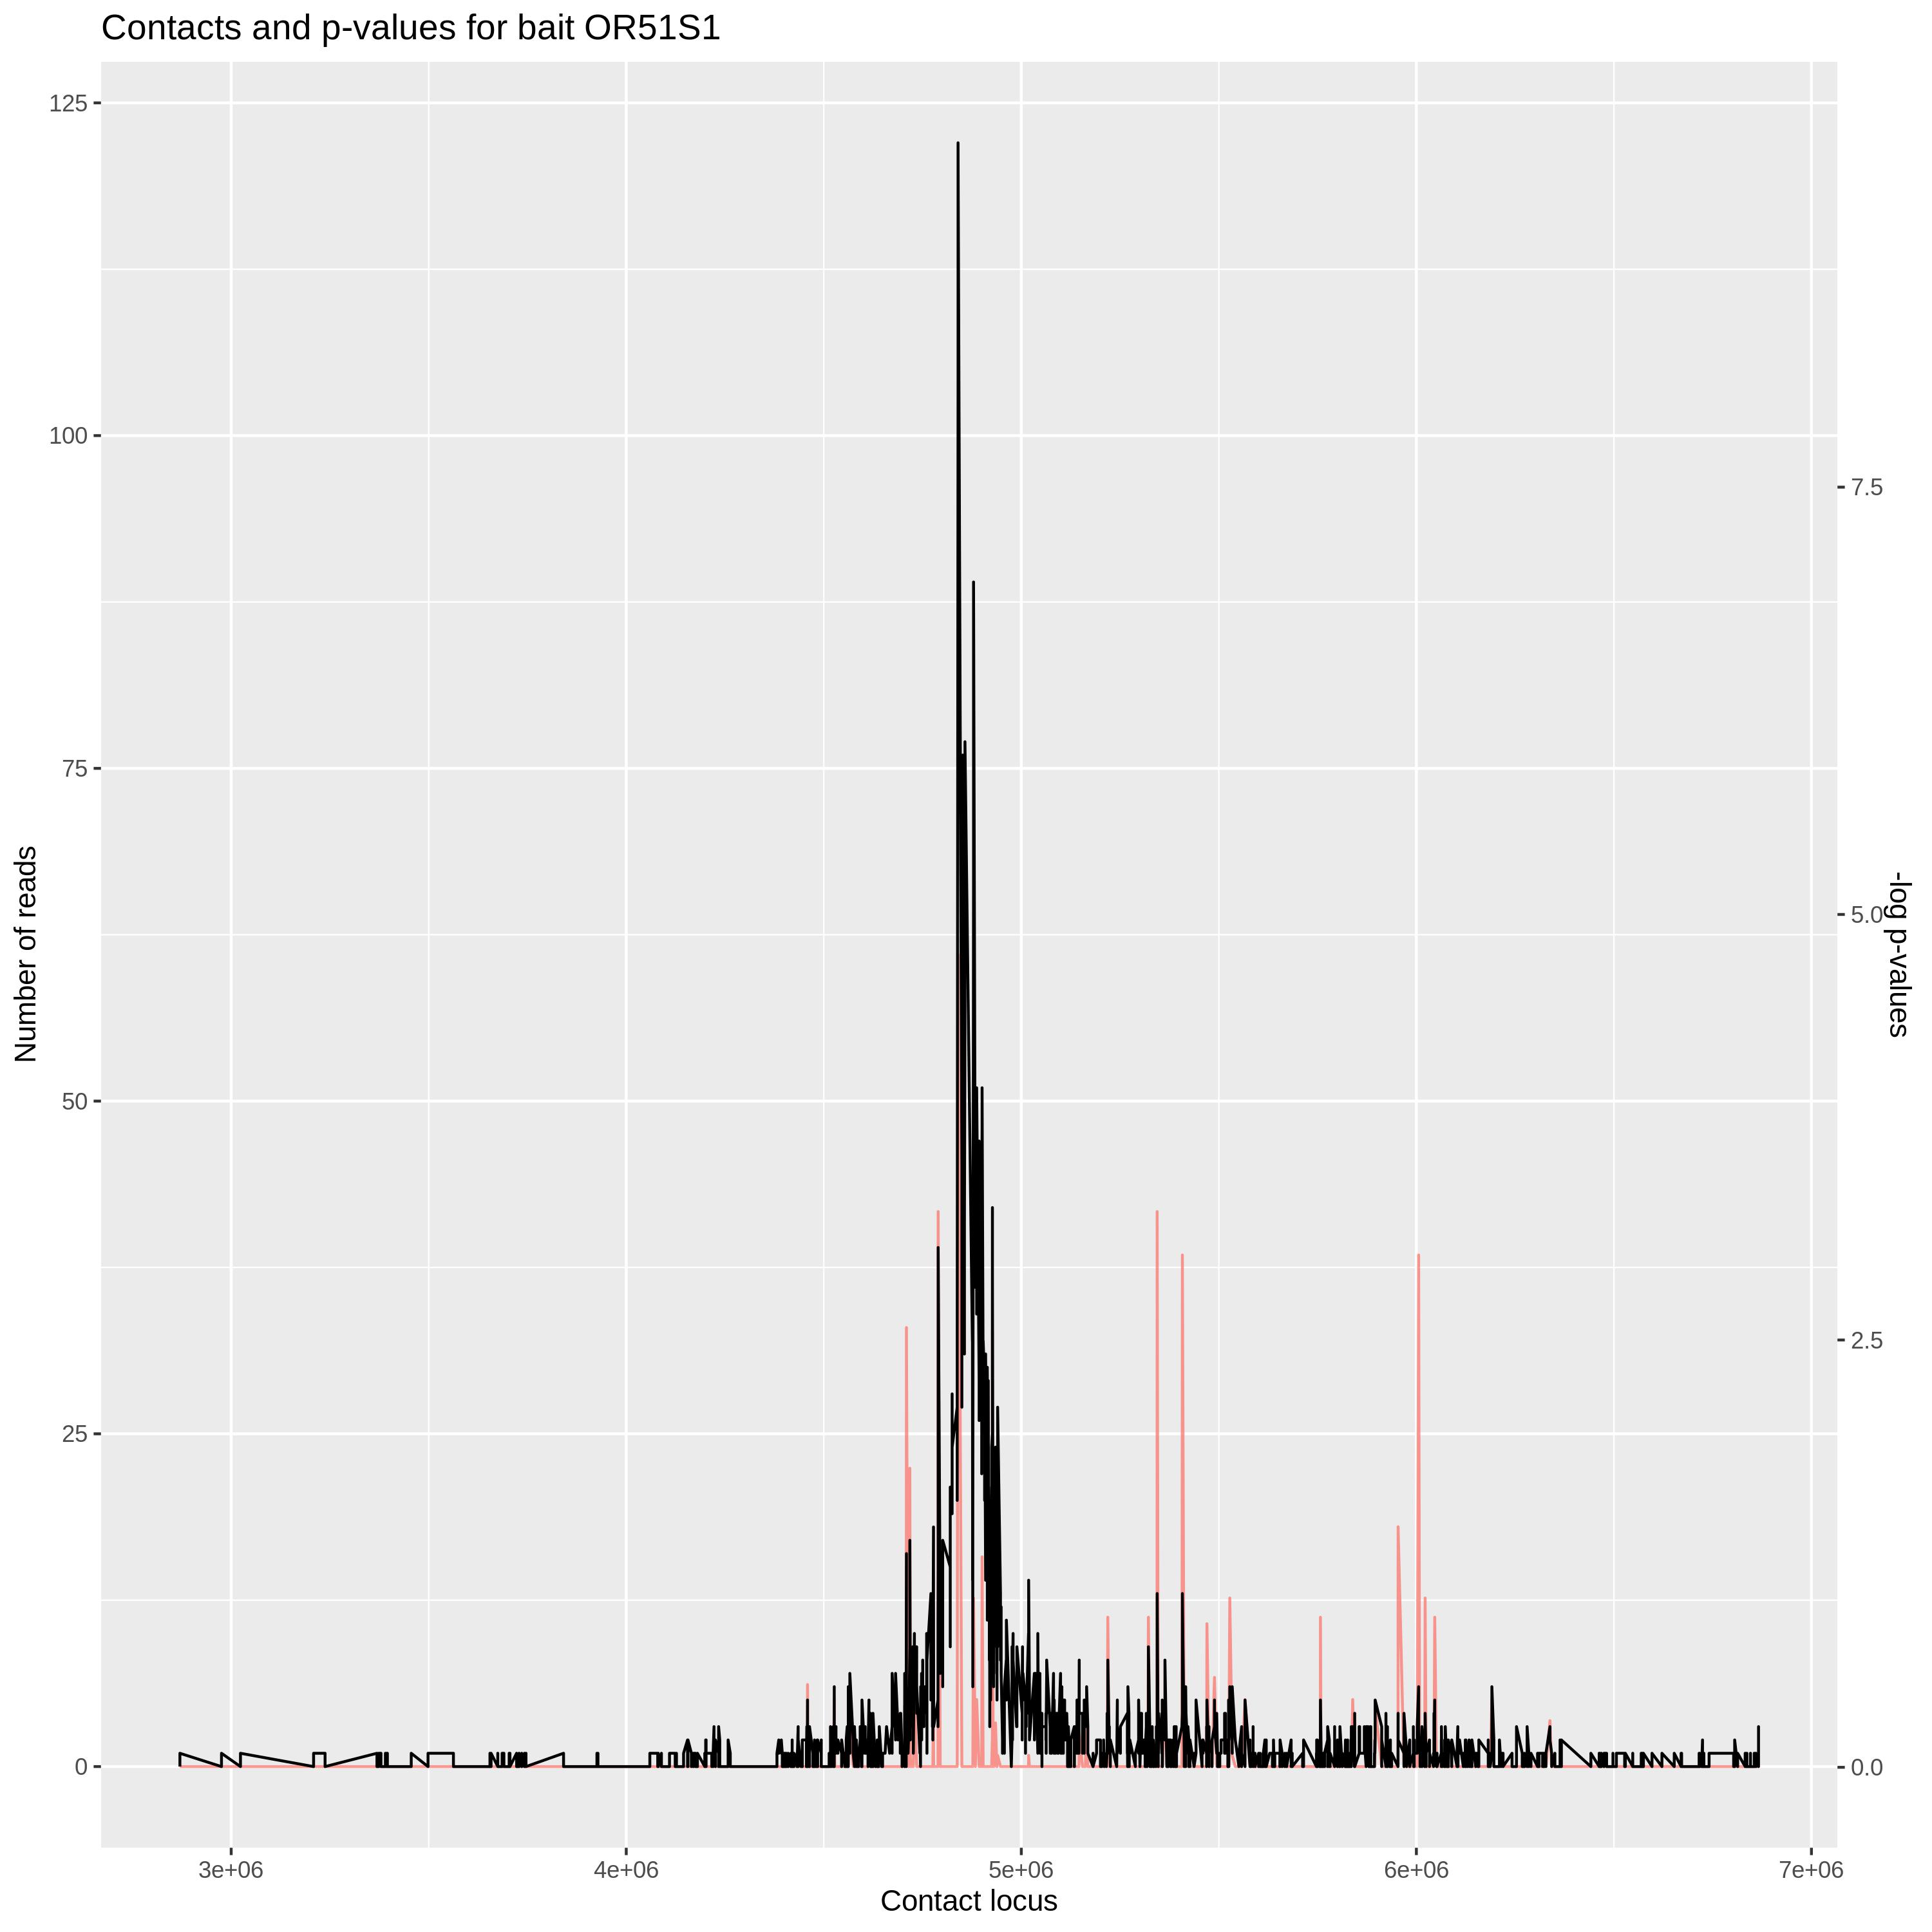 Contacts and p-values for bait OR51S1
125
100
75
50
25
0
Number of reads
7.5
5.0
2.5
0.0
-log p-values
3e+06
4e+06
5e+06
6e+06
7e+06
Contact locus